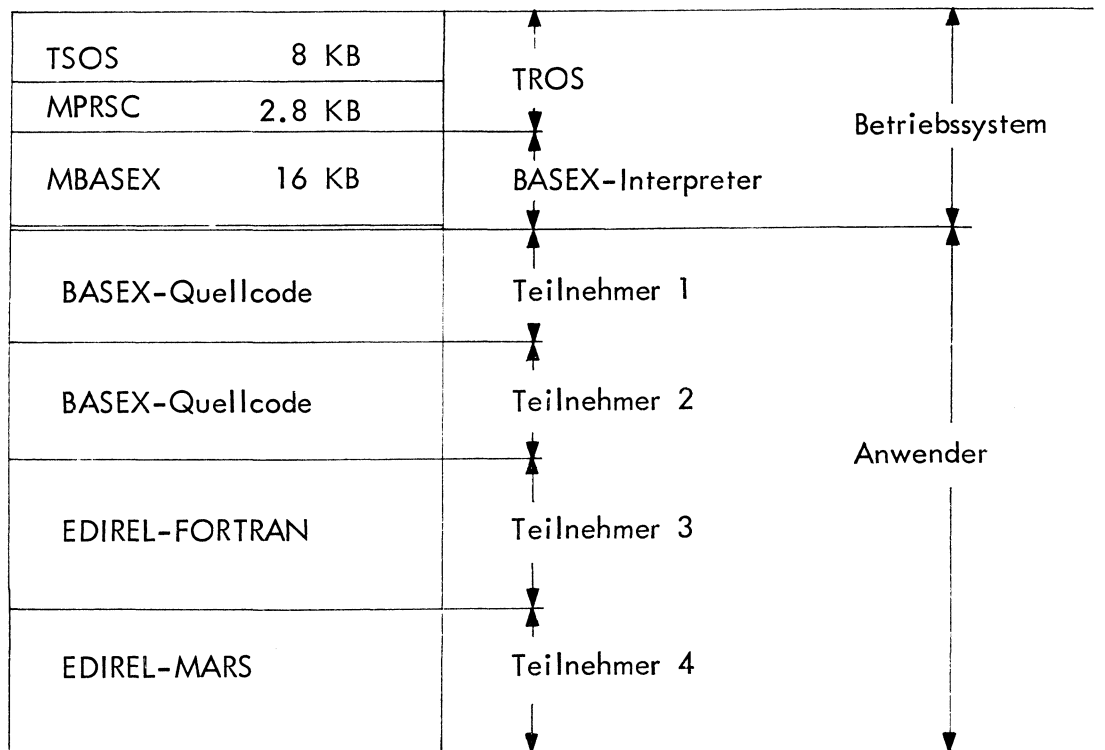 TSOS 8 KB
TROS
MPRSC 2.8 KB
Betriebssystem
MBASEX 16 KB
BASEX-Interpreter
BASEX-Quellcode
Teilnehmer 1
BASEX-Quellcode
Teilnehmer 2
Anwender
EDIREL-FORTRAN
Teilnehmer 3
EDIREL-MARS
Teilnehmer 4